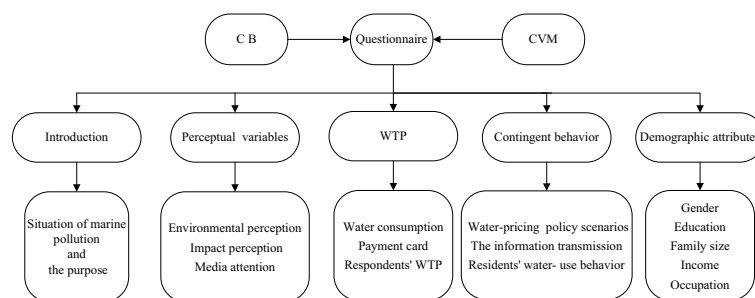 C B
Questionnaire
CVM
Introduction
Perceptual variables
WTP
Contingent behavior
Demographic attribute
Situation of marine
pollution
and
the purpose
Environmental perception
Impact perception
Media attention
Water consumption
Payment card
Respondents' WTP
Water-pricing policy scenarios
The information transmission
Residents' water- use behavior
Gender
Education
Family size
Income
Occupation